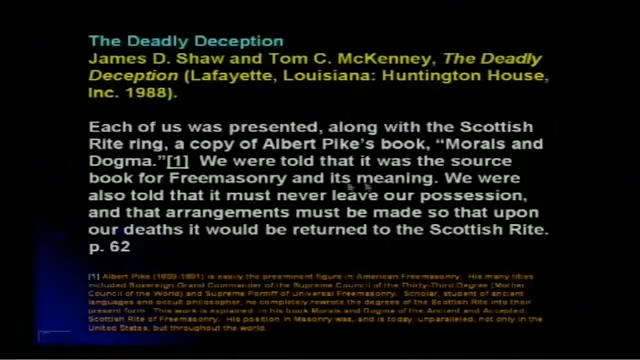 The Deadly Deception
James D. Shaw and Tom C. McKenney, The Deadly
Deception (Lafayette, Louisiana: Huntington House,
Inc. 1988).
Each of us was presented, along with the Scottish
Rite ring, a copy of Albert Pike's book, “Morals and
Dogma.”[1] We were told that it was the source
book for Freemasonry and its meaning. We were
also told that it must never leave our possession,
and that arrangements must be made so that upon
our deaths it would be returned to the Scottish Rite.
p. 62
[1] Albert Pike is easily the preeminent figure in American Freemasonry. His many titles
included Sovereign Grand Commander of the Supreme Council of the Thirty-Third Degree (Mother
Council of the World) and Supreme Pontiff of Universal Freemasonry. Scholar, student of ancient
languages and occult philosopher, he completely rewrote the degrees of the Scottish Rite into their
present form. This work is explained in his book Morals and Dogma of the Ancient and Accepted
Scottish Rite of Freemasonry. His position in Masonry was, and is today, unparalleled, not only in the
United States, but throughout the world.